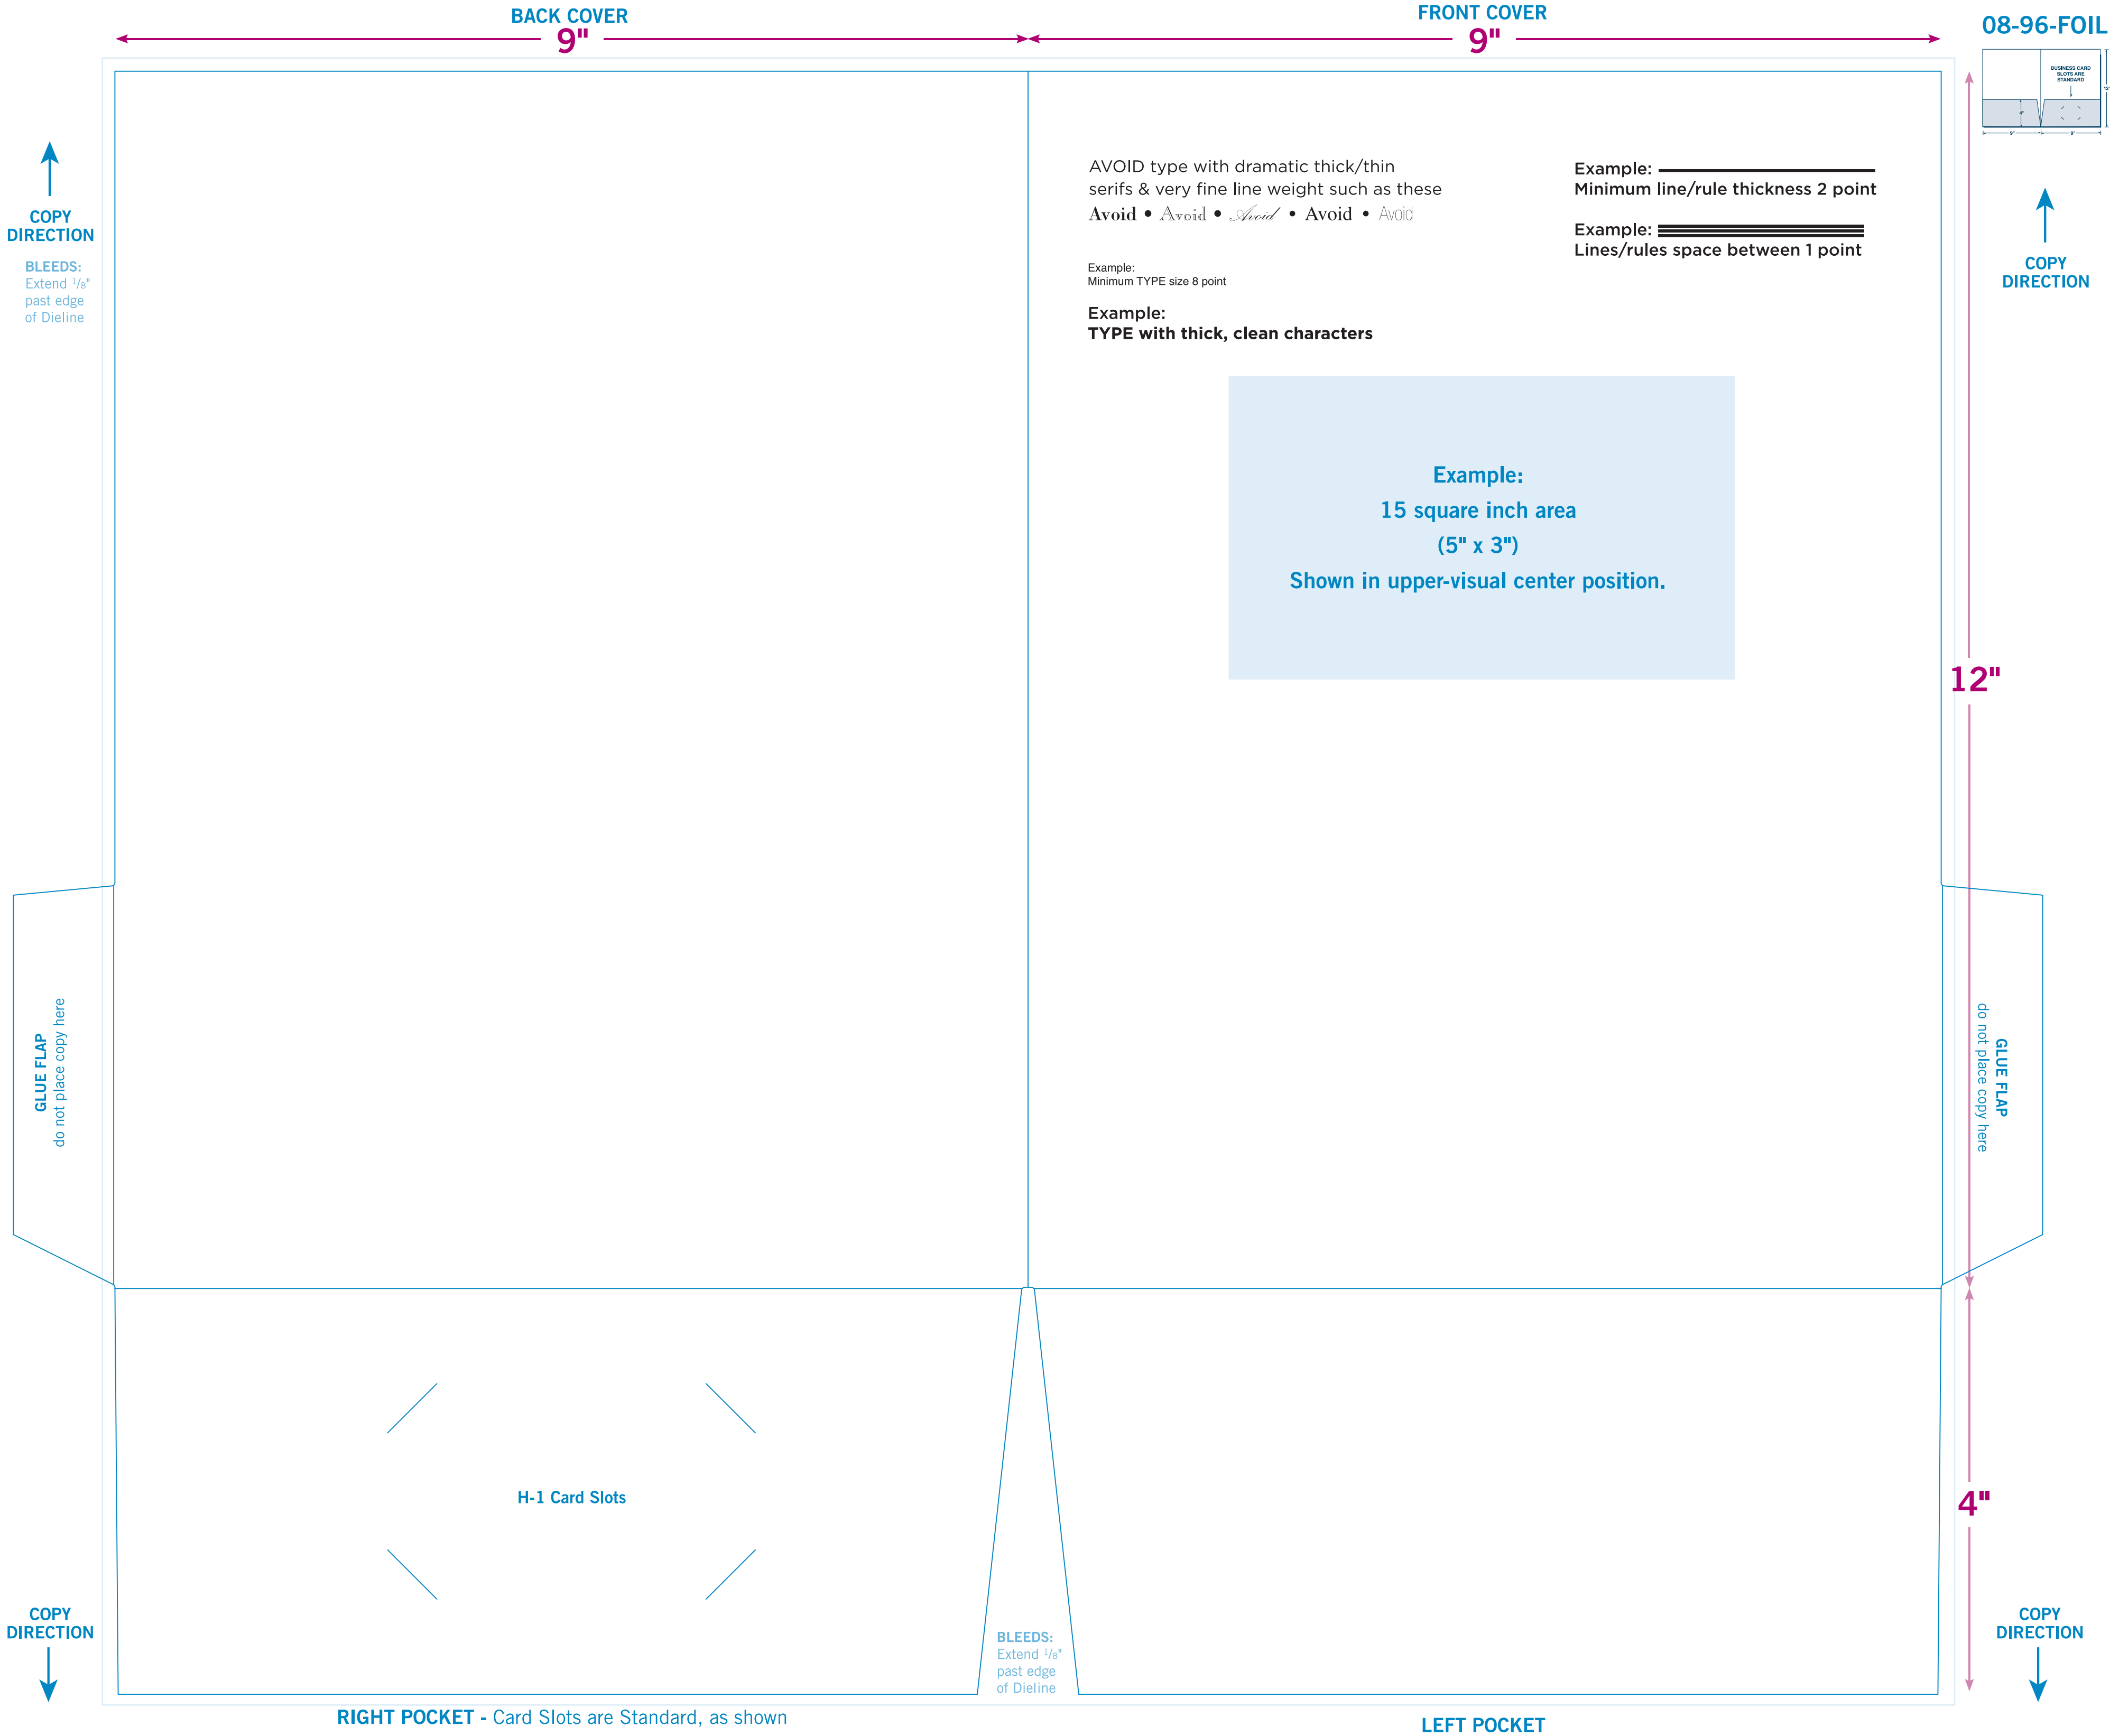 BACK COVER
FRONT COVER
08-96-FOIL
9"
9"
BUSINESS CARD
SLOTS ARE
STANDARD
12"
4"
9"
9"
COPY
DIRECTION
BLEEDS:
Extend 1/8"
past edge
of Dieline
AVOID type with dramatic thick/thin
serifs & very fine line weight such as these
Avoid • Avoid • Avoid • Avoid • Avoid
Example:
Minimum TYPE size 8 point
Example:
TYPE with thick, clean characters
Example:
Minimum line/rule thickness 2 point
Example:
Lines/rules space between 1 point
COPY
DIRECTION
Example:
15 square inch area
(5" x 3")
Shown in upper-visual center position.
12"
GLUE FLAP
do not place copy here
GLUE FLAP
do not place copy here
H-1 Card Slots
4"
COPY
DIRECTION
BLEEDS:
Extend 1/8"
past edge
of Dieline
COPY
DIRECTION
RIGHT POCKET - Card Slots are Standard, as shown
LEFT POCKET